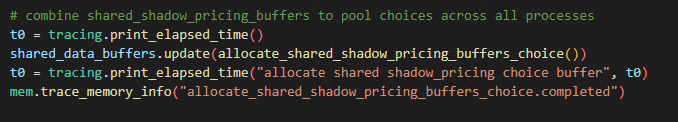 # combine shared_shadow_pricing_buffers to pool choices across all processes
t0 = tracing.print_elapsed_time()
shared_data_buffers.update(allocate_shared_shadow_pricing_buffers_choice())
t0 = tracing.print_elapsed_time("allocate shared shadow_pricing choice buffer", t0)
mem.trace_memory_info("allocate_shared_shadow_pricing_buffers_choice.completed")